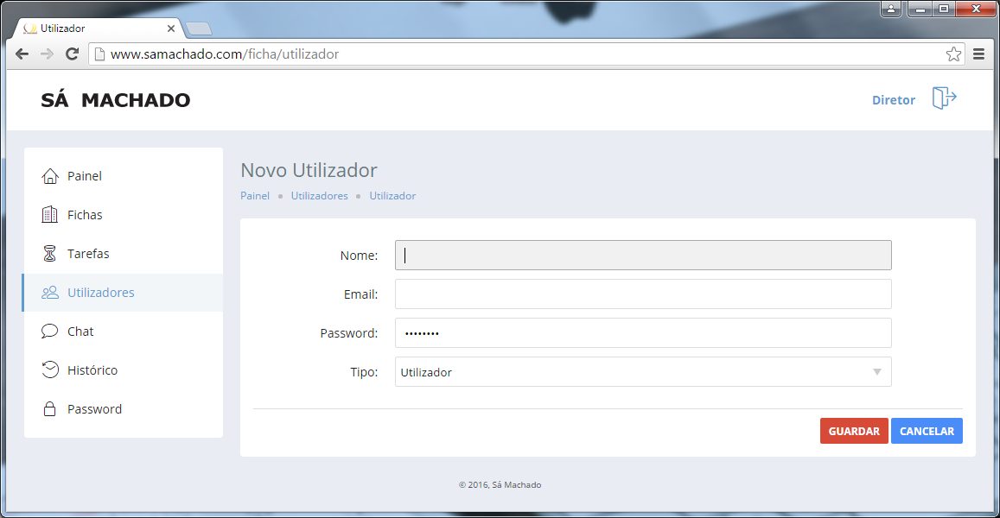 Utilizador
www.samachado.com/ficha/utilizador
SÁ MACHADO
Diretor
Painel
Fichas
Tarefas
Utilizadores
Chat
Histórico
Password
Novo Utilizador
Painel Utilizadores Utilizador
Nome:
Email:
Password: ••••••••
Tipo: Utilizador
GUARDAR CANCELAR
© 2016, Sá Machado